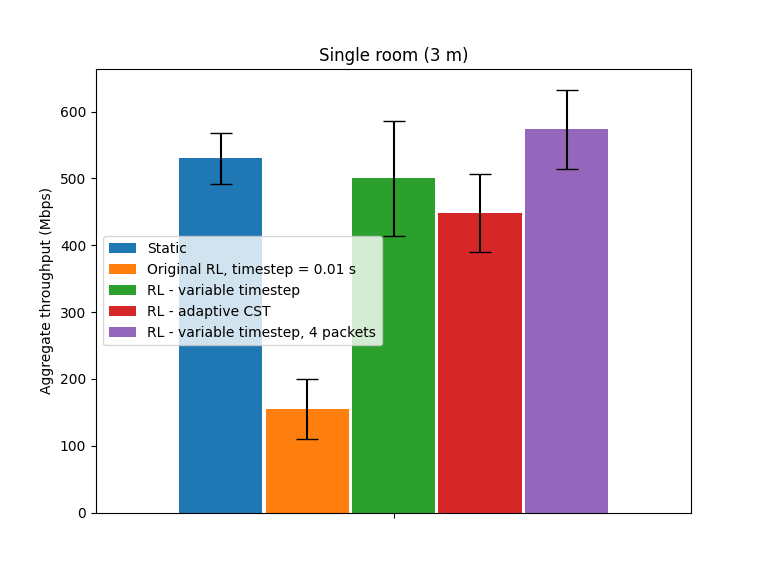 Single room (3 m)
Aggregate throughput (Mbps)
600
500
400
300
200
100
0
Static
Original RL, timestep = 0.01 s
RL - variable timestep
RL - adaptive CST
RL - variable timestep, 4 packets